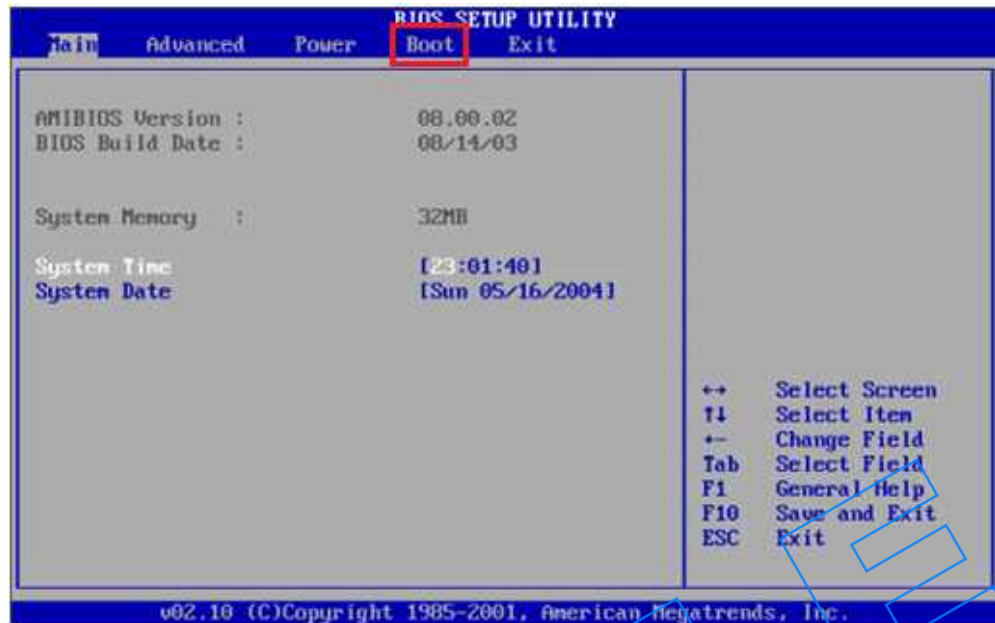 BIOS SETUP UTILITY
Main Advanced Power Boot Exit
AMIBIOS Version : 08.00.02
BIOS Build Date : 08/14/03
System Memory : 32MB
System Time [23:01:40]
System Date [Sun 05/16/2004]
←→ Select Screen
↑↓ Select Item
+- Change Field
Tab Select Field
F1 General Help
F10 Save and Exit
ESC Exit
v02.10 (C)Copyright 1985-2001, American Megatrends, Inc.